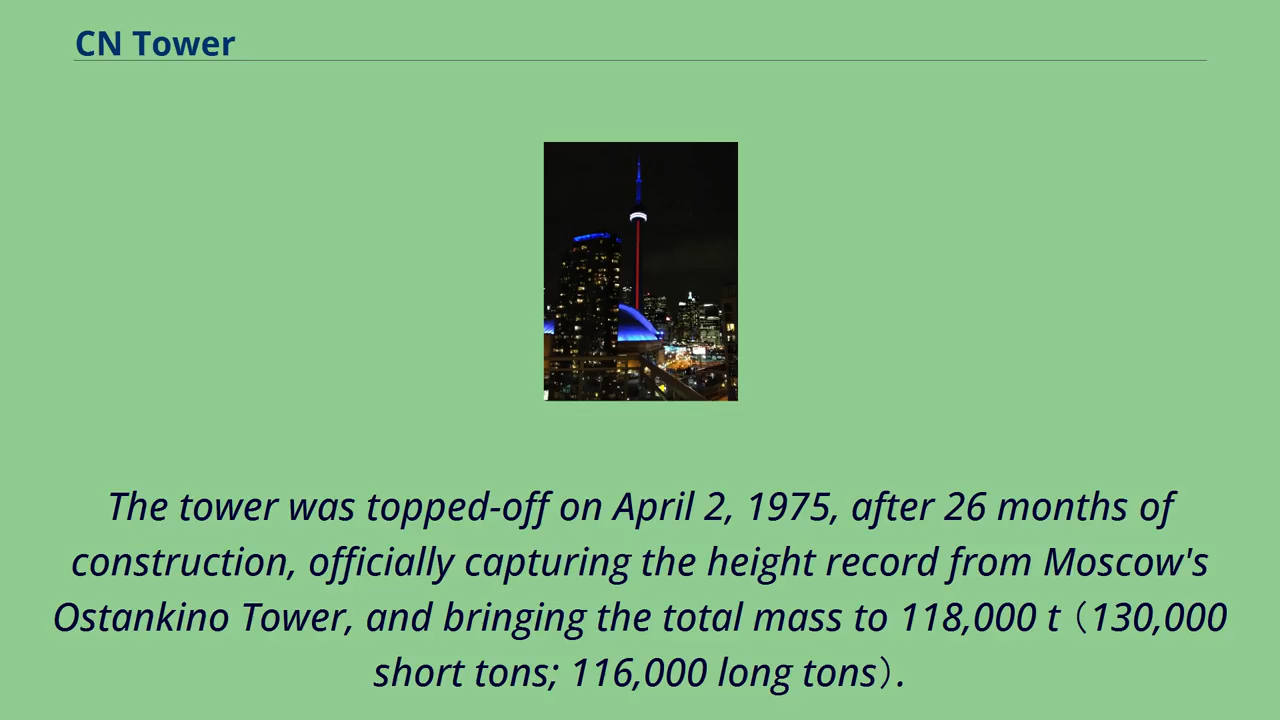 CN Tower
The tower was topped-off on April 2, 1975, after 26 months of
construction, officially capturing the height record from Moscow's
Ostankino Tower, and bringing the total mass to 118,000 t（130,000
short tons; 116,000 long tons）.